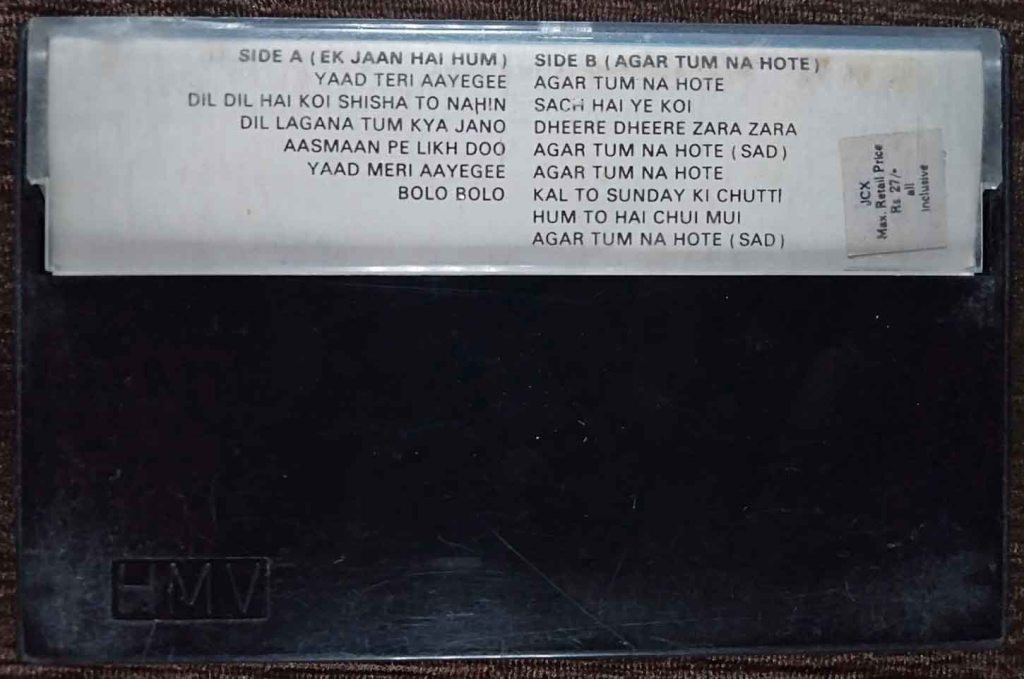 SIDE A (EK JAAN HAI HUM)
YAAD TERI AAYEGEE
DIL DIL HAI KOI SHISHA TO NAHIN
DIL LAGANA TUM KYA JANO
AASMAAN PE LIKH DOO
YAAD MERI AAYEGEE
BOLO BOLO
SIDE B (AGAR TUM NA HOTE)
AGAR TUM NA HOTE
SACH HAI YE KOI
DHEERE DHEERE ZARA ZARA
AGAR TUM NA HOTE (SAD)
AGAR TUM NA HOTE
KAL TO SUNDAY KI CHUTTI
HUM TO HAI CHUI MUI
AGAR TUM NA HOTE (SAD)
JCX
Max. Retail Price
Rs 27/=
all
inclusive
HMV